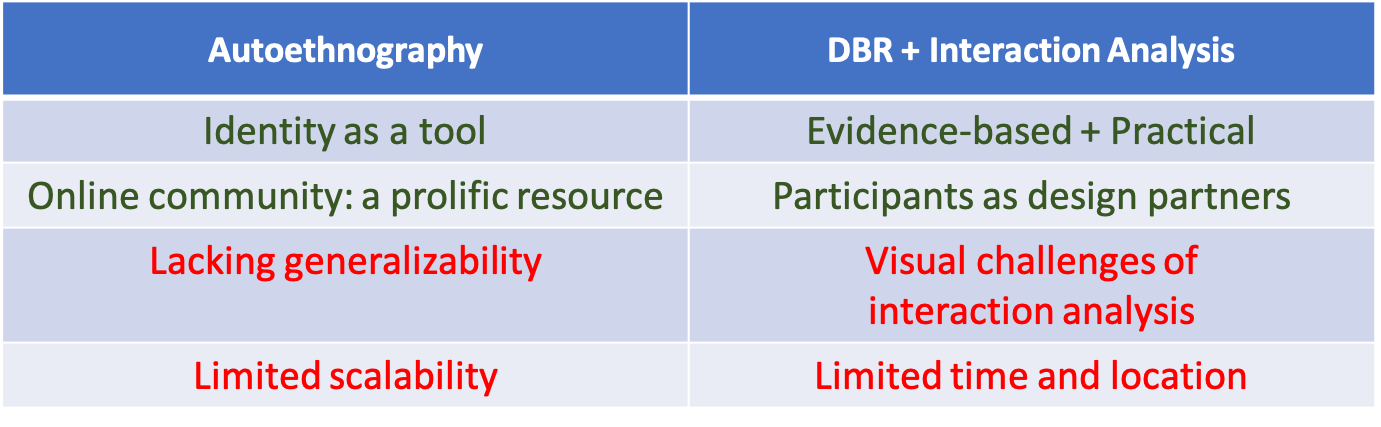 Autoethnography DBR + Interaction Analysis
Identity as a tool Evidence-based + Practical
Online community: a prolific resource Participants as design partners
Lacking generalizability Visual challenges of
interaction analysis
Limited scalability Limited time and location